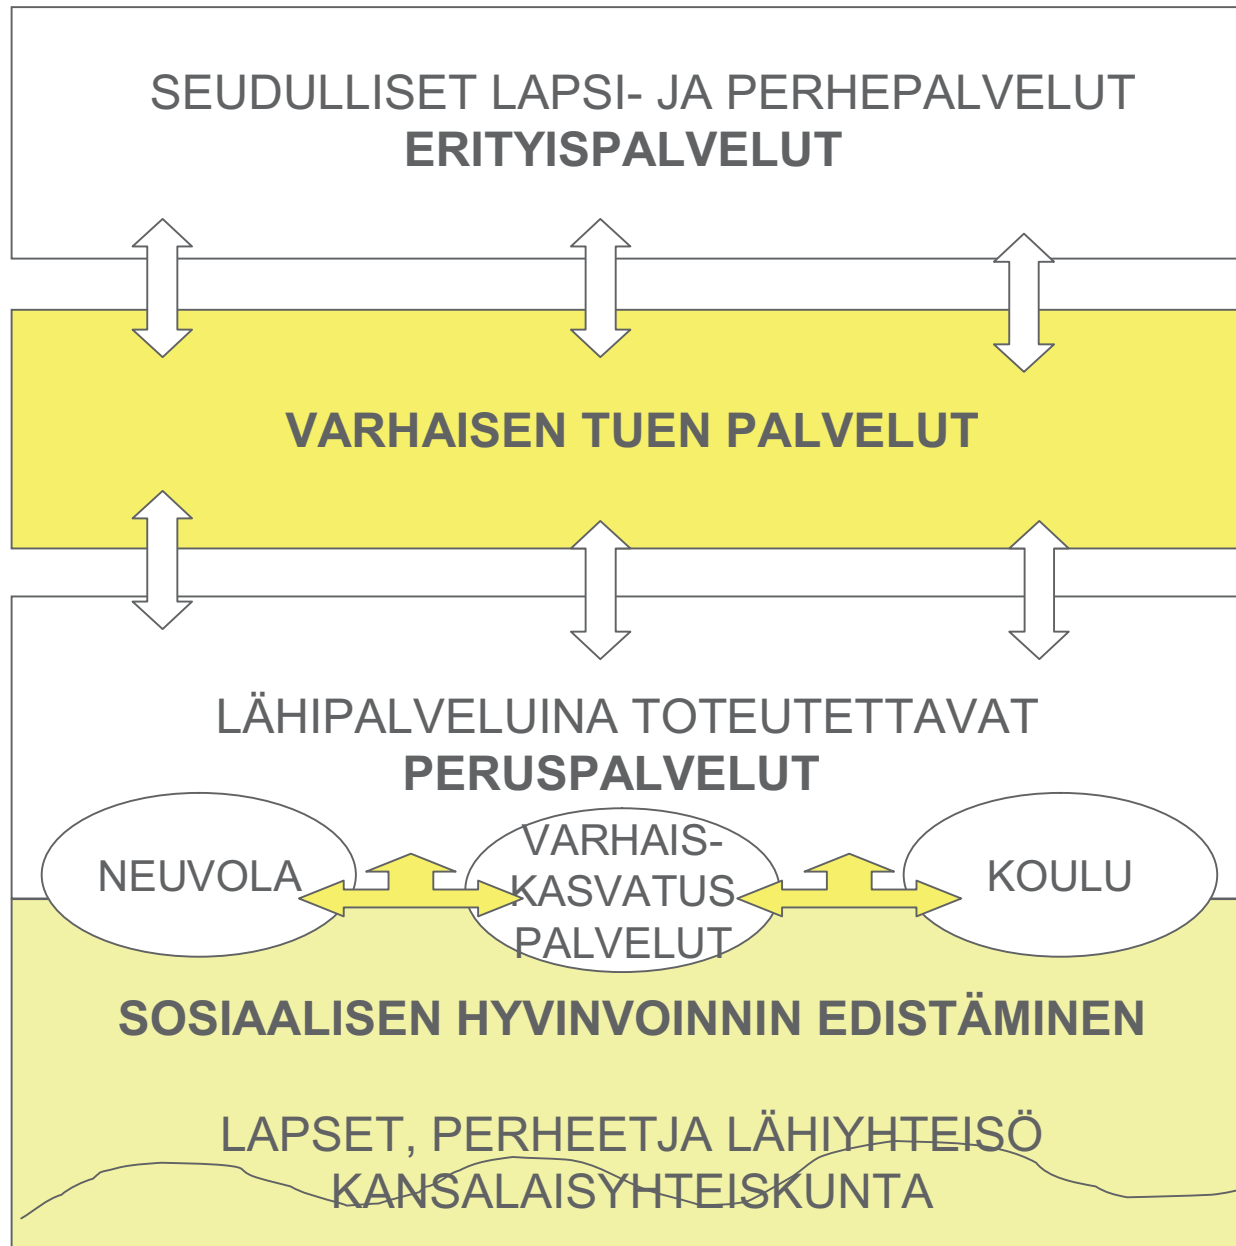 SEUDULLISET LAPSI- JA PERHEPALVELUT
ERITYISPALVELUT
VARHAISEN TUEN PALVELUT
LÄHIPALVELUINA TOTEUTETTAVAT
PERUSPALVELUT
NEUVOLA
VARHAIS-
KASVATUS
PALVELUT
KOULU
SOSIAALISEN HYVINVOINNIN EDISTÄMINEN
LAPSET, PERHEETJA LÄHIYHTEISÖ
KANSALAISYHTEISKUNTA